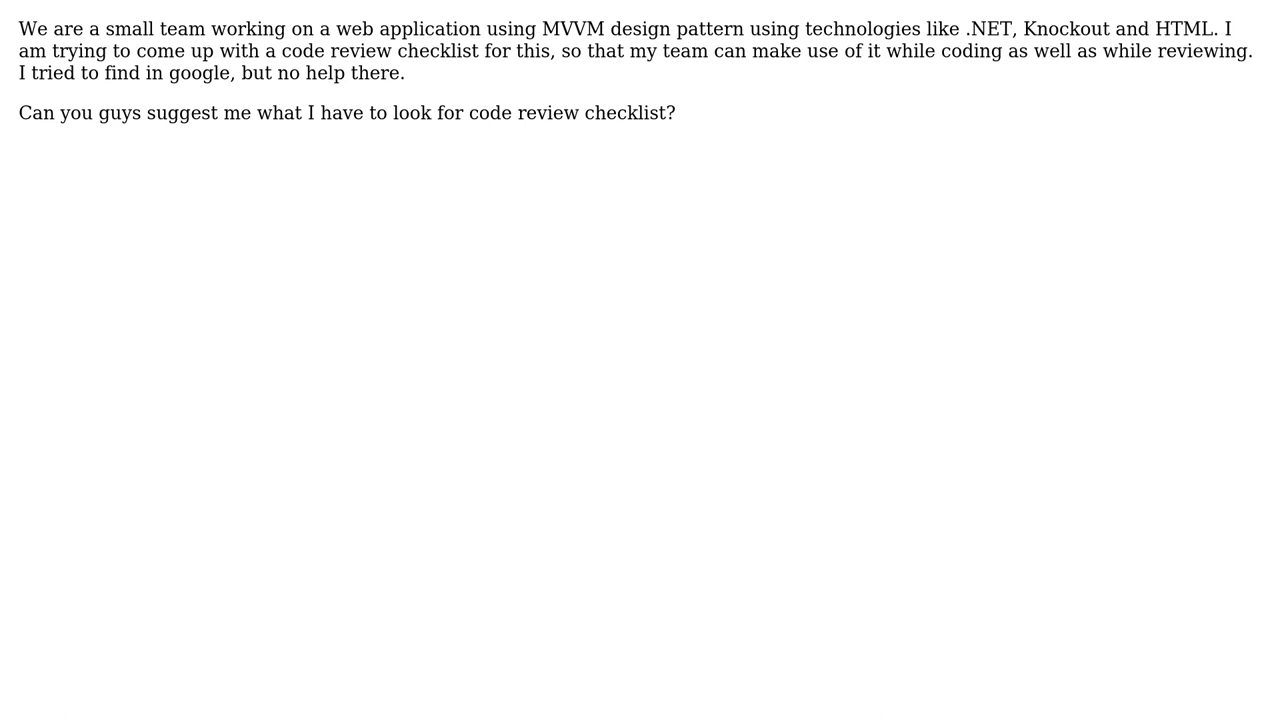 We are a small team working on a web application using MVVM design pattern using technologies like .NET, Knockout and HTML. I
am trying to come up with a code review checklist for this, so that my team can make use of it while coding as well as while reviewing.
I tried to find in google, but no help there.
Can you guys suggest me what I have to look for code review checklist?